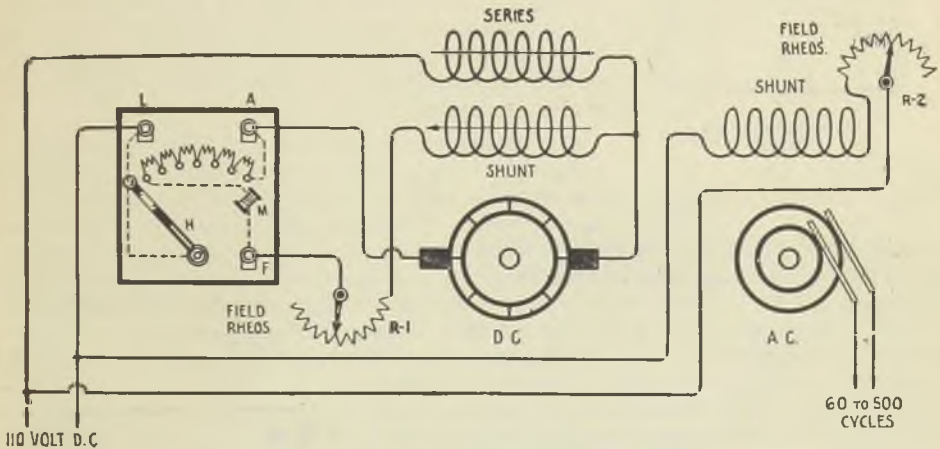 SERIES
FIELD
RHEOS.
R-2
SHUNT
L
A
SHUNT
M
H
F
FIELD
RHEOS
R-1
D C
A C.
60 TO 500
CYCLES
110 VOLT D.C